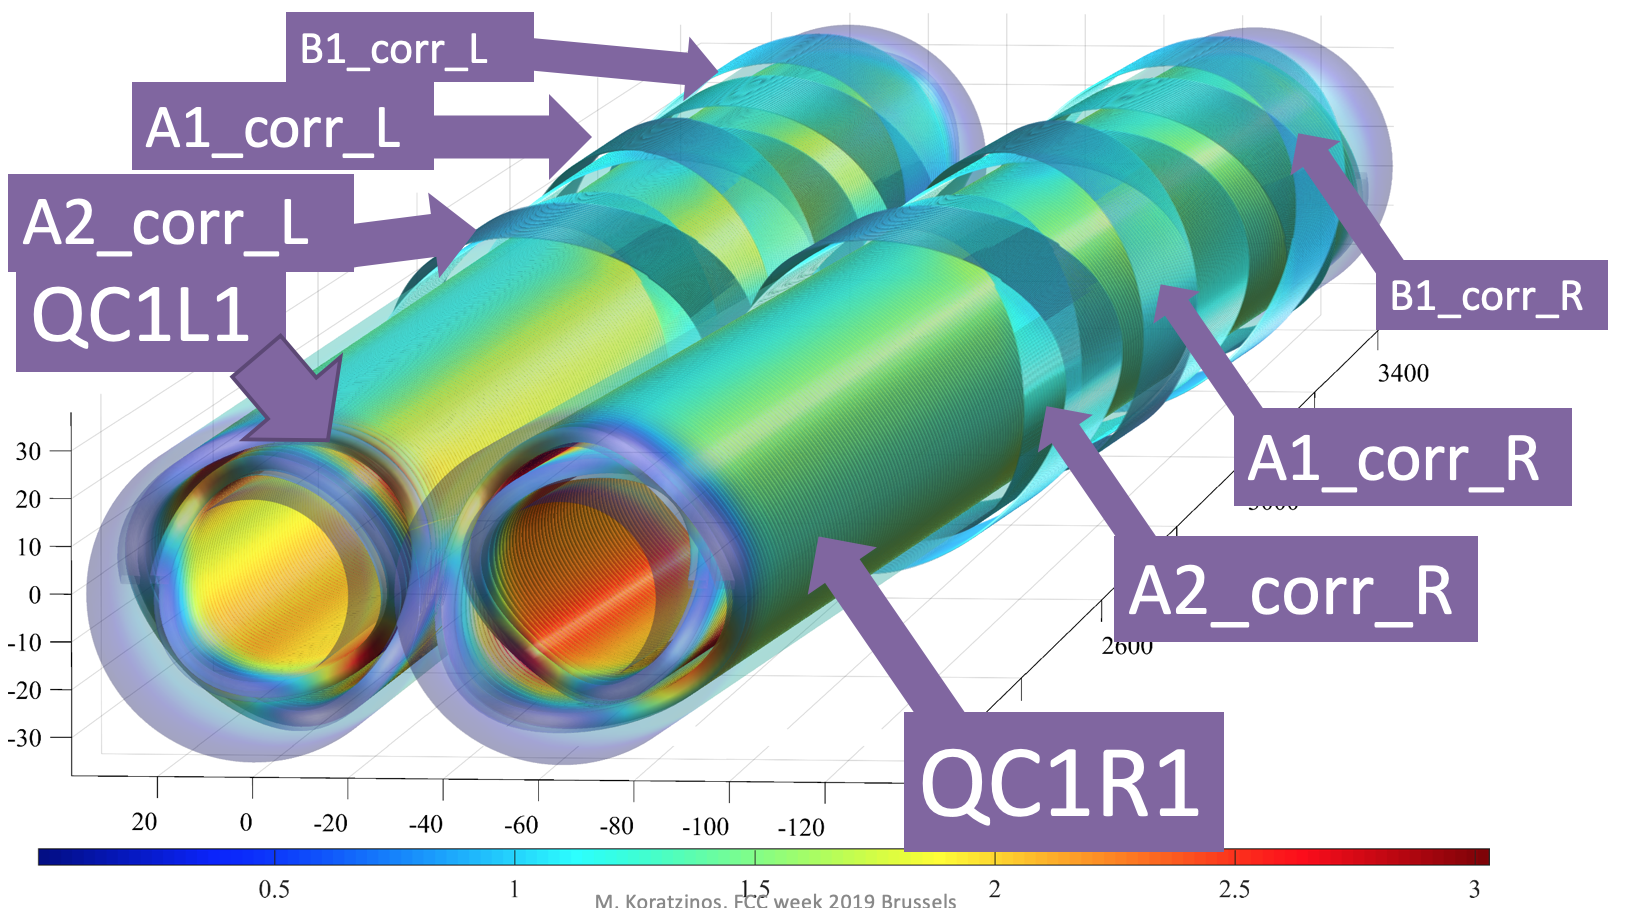 B1_corr_L
A1_corr_L
A2_corr_L
QC1L1
B1_corr_R
3400
A1_corr_R
A2_corr_R
2600
QC1R1
30
20
10
0
-10
-20
-30
20 0 -20 -40 -60 -80 -100 -120
0.5 1 1.5 2 2.5 3
M. Koratzinos, FCC week 2019 Brussels